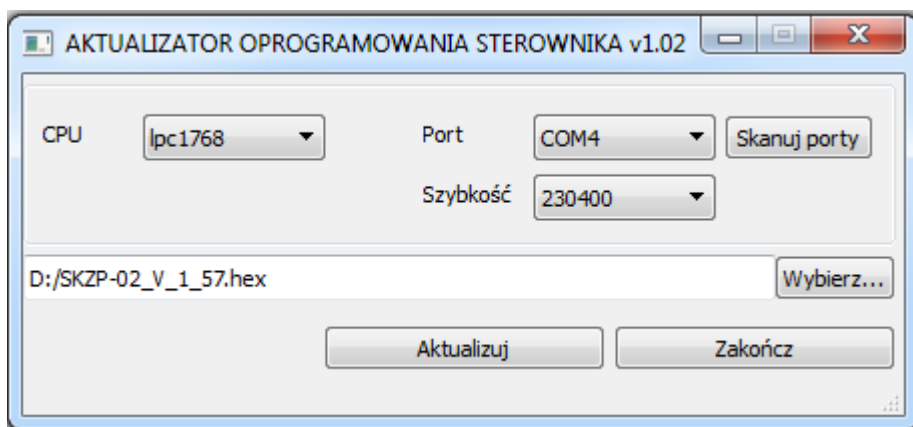 AKTUALIZATOR OPROGRAMOWANIA STEROWNIKA v1.02
CPU lpc1768 Port COM4 Skanuj porty
Szybkość 230400
D:/SKZP-02_V_1_57.hex Wybierz...
Aktualizuj Zakończ